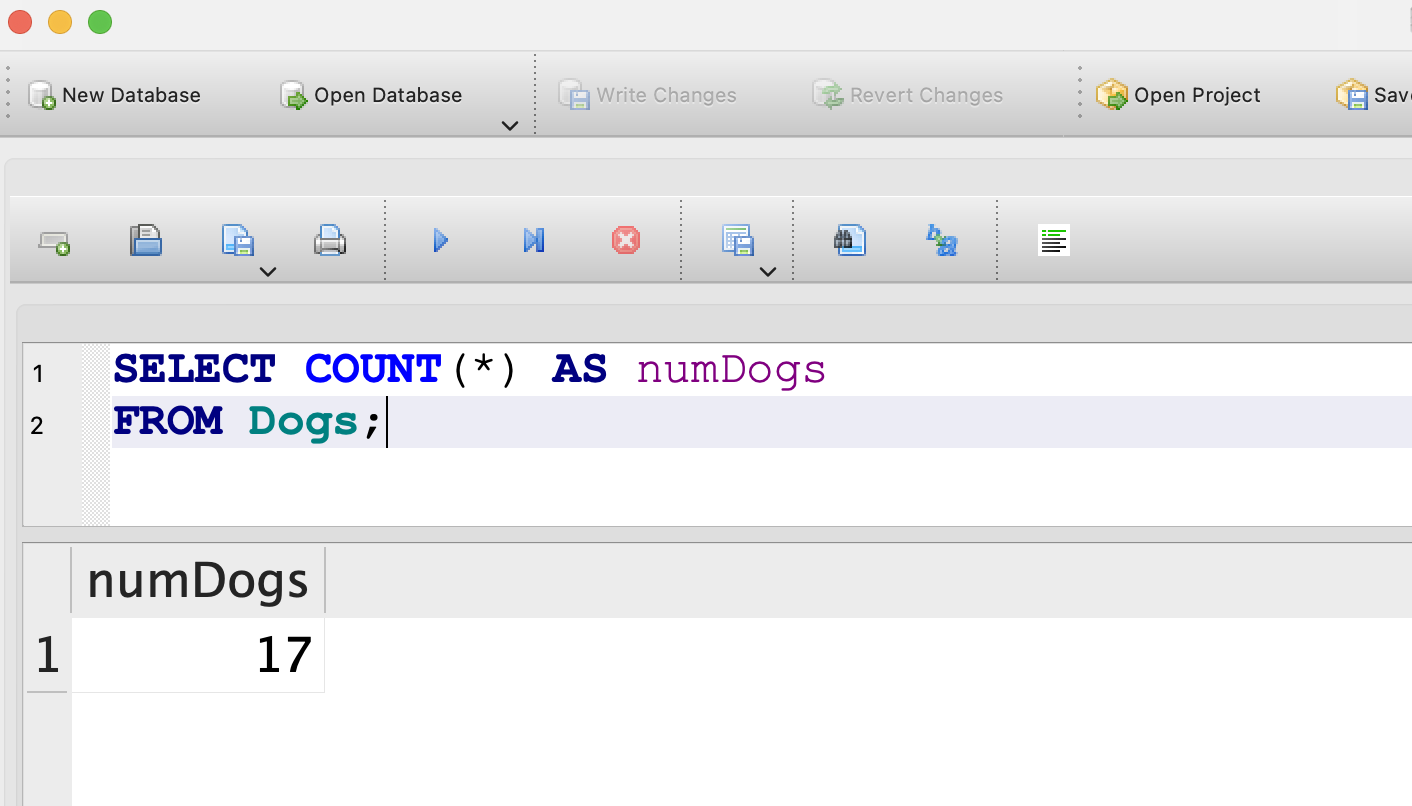 New Database Open Database Write Changes Revert Changes Open Project
1 SELECT COUNT(*) AS numDogs
2 FROM Dogs;
numDogs
1 17